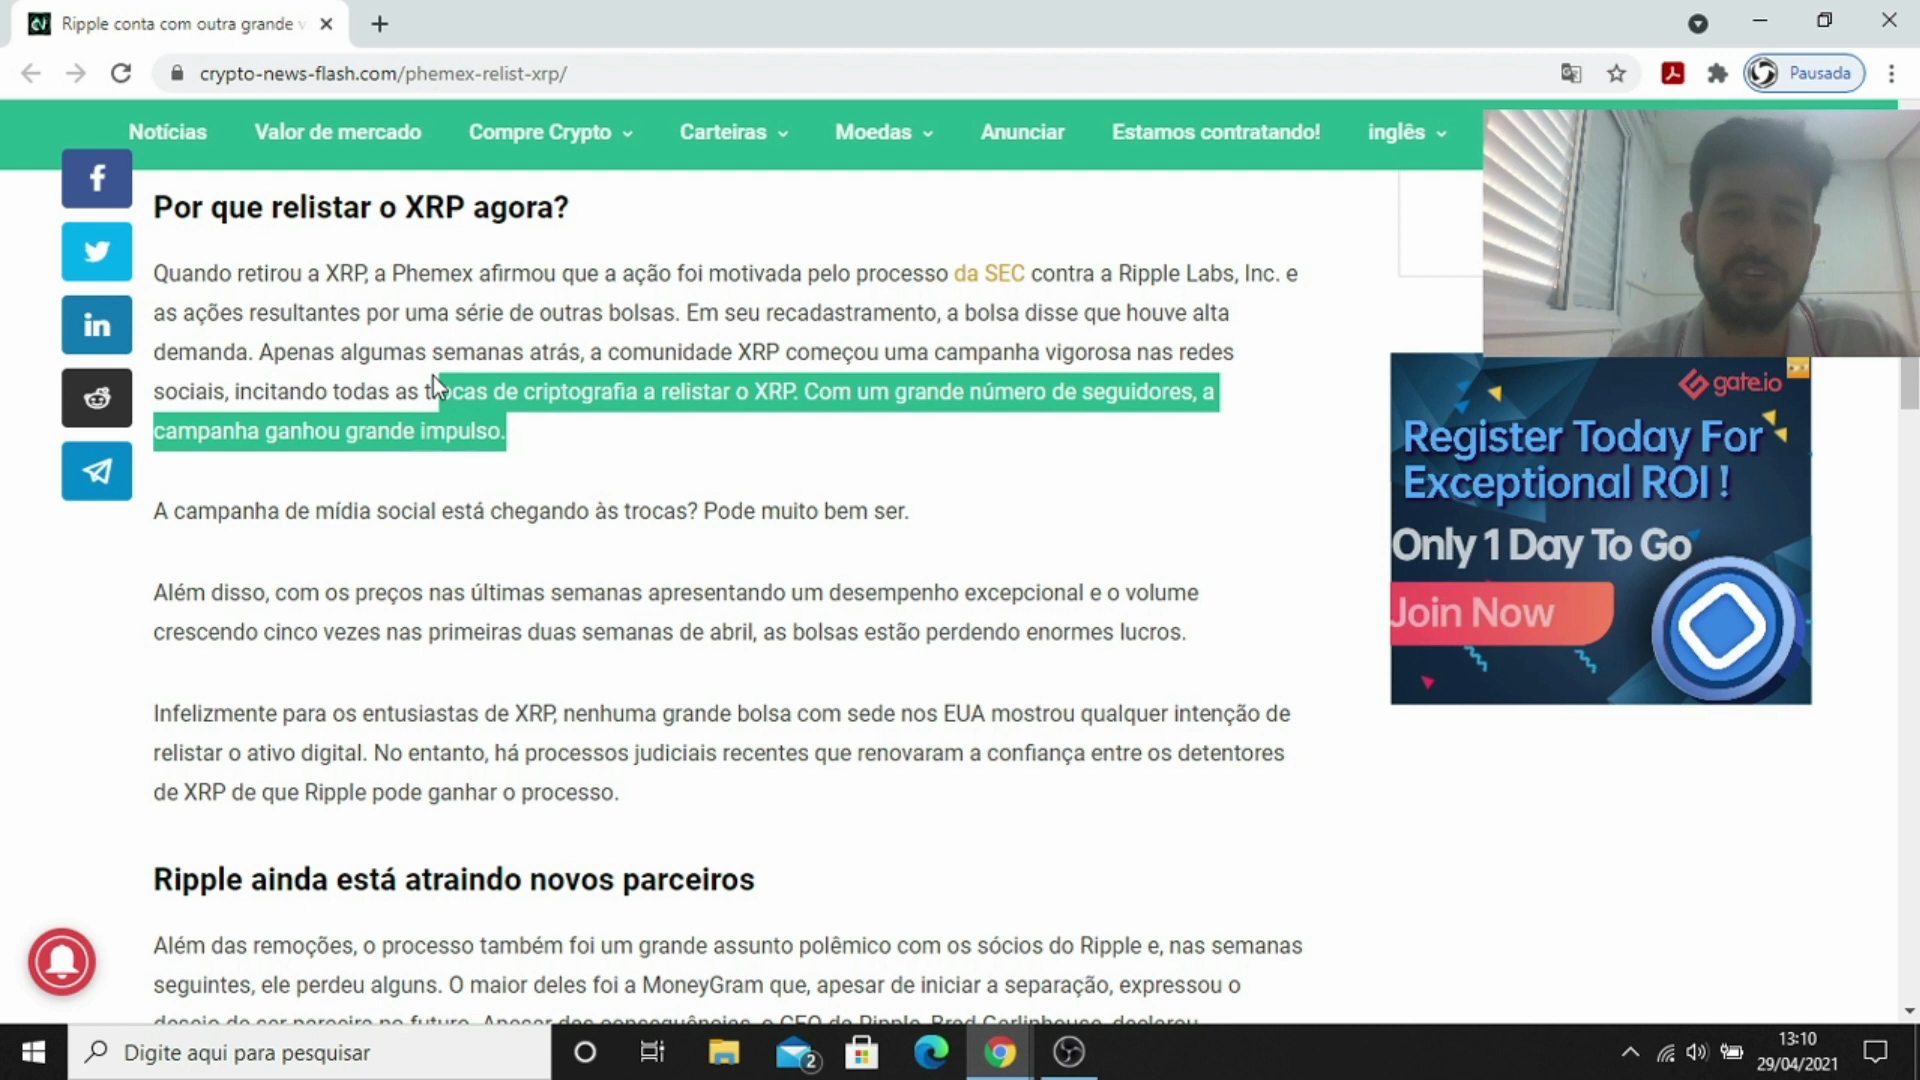 Ripple conta com outra grande v
crypto-news-flash.com/phemex-relist-xrp/
Pausada
Notícias Valor de mercado Compre Crypto Carteiras Moedas Anunciar Estamos contratando! inglês
Por que relistar o XRP agora?
Quando retirou a XRP, a Phemex afirmou que a ação foi motivada pelo processo da SEC contra a Ripple Labs, Inc. e
as ações resultantes por uma série de outras bolsas. Em seu recadastramento, a bolsa disse que houve alta
demanda. Apenas algumas semanas atrás, a comunidade XRP começou uma campanha vigorosa nas redes
sociais, incitando todas as trocas de criptografia a relistar o XRP. Com um grande número de seguidores, a
campanha ganhou grande impulso.
A campanha de mídia social está chegando às trocas? Pode muito bem ser.
Além disso, com os preços nas últimas semanas apresentando um desempenho excepcional e o volume
crescendo cinco vezes nas primeiras duas semanas de abril, as bolsas estão perdendo enormes lucros.
Infelizmente para os entusiastas de XRP, nenhuma grande bolsa com sede nos EUA mostrou qualquer intenção de
relistar o ativo digital. No entanto, há processos judiciais recentes que renovaram a confiança entre os detentores
de XRP de que Ripple pode ganhar o processo.
Ripple ainda está atraindo novos parceiros
Além das remoções, o processo também foi um grande assunto polêmico com os sócios do Ripple e, nas semanas
seguintes, ele perdeu alguns. O maior deles foi a MoneyGram que, apesar de iniciar a separação, expressou o
desejo de ser parceiro no futuro. Apesar das consequências, o CEO da Ripple, Brad Garlinghouse, declarou
gate.io
Register Today For
Exceptional ROI !
Only 1 Day To Go
Join Now
Digite aqui para pesquisar
2
13:10
29/04/2021